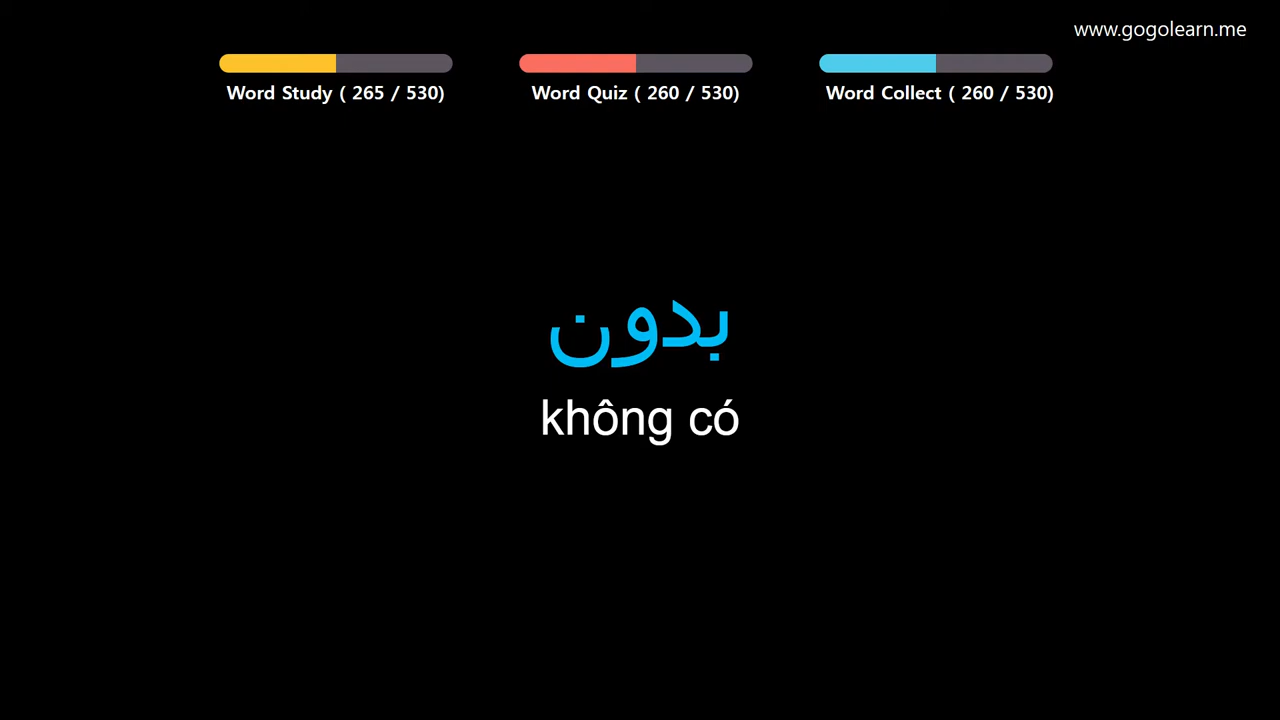 www.gogolearn.me
Word Study ( 265 / 530)
Word Quiz ( 260 / 530)
Word Collect ( 260 / 530)
بدون
không có